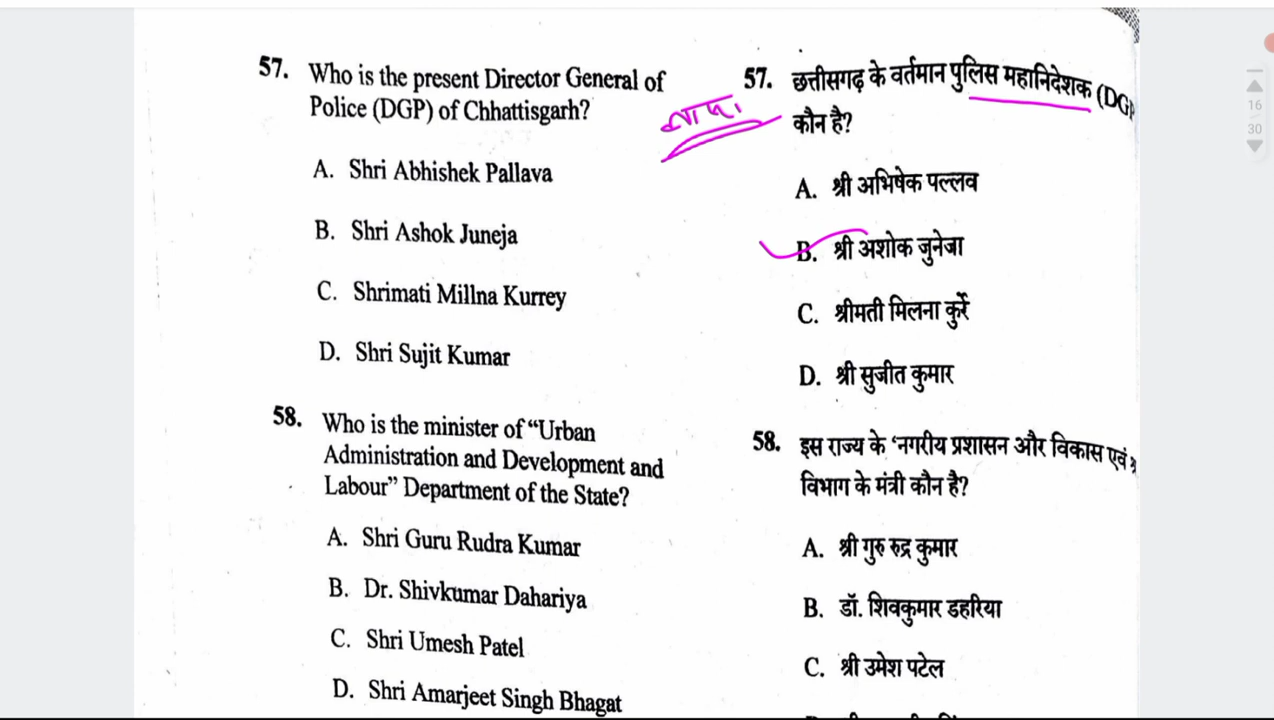 57. Who is the present Director General of
Police (DGP) of Chhattisgarh?
A. Shri Abhishek Pallava
B. Shri Ashok Juneja
C. Shrimati Millna Kurrey
D. Shri Sujit Kumar
58. Who is the minister of “Urban
Administration and Development and
Labour” Department of the State?
A. Shri Guru Rudra Kumar
B. Dr. Shivkumar Dahariya
C. Shri Umesh Patel
D. Shri Amarjeet Singh Bhagat
57. छत्तीसगढ़ के वर्तमान पुलिस महानिदेशक (DGP
कौन है?
A. श्री अभिषेक पल्लव
B. श्री अशोक जुनेजा
C. श्रीमती मिलना कुर्रे
D. श्री सुजीत कुमार
58. इस राज्य के ‘नगरीय प्रशासन और विकास एवं
विभाग के मंत्री कौन है?
A. श्री गुरु रुद्र कुमार
B. डॉ. शिवकुमार डहरिया
C. श्री उमेश पटेल
16
30